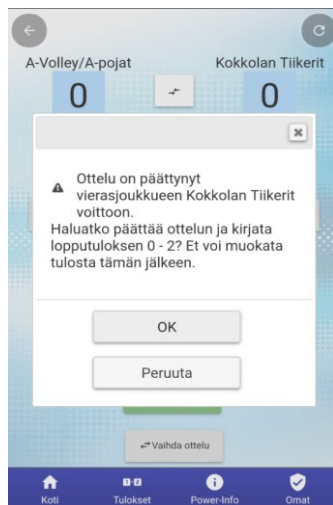 A-Volley/A-pojat Kokkolan Tiikerit
0 0
Ottelu on päättynyt
vierasjoukkueen Kokkolan Tiikerit
voittoon.
Haluatko päättää ottelun ja kirjata
lopputuloksen 0 - 2? Et voi muokata
tulosta tämän jälkeen.
OK
Peruuta
Vaihda ottelu
Koti Tulokset Power-Info Omat